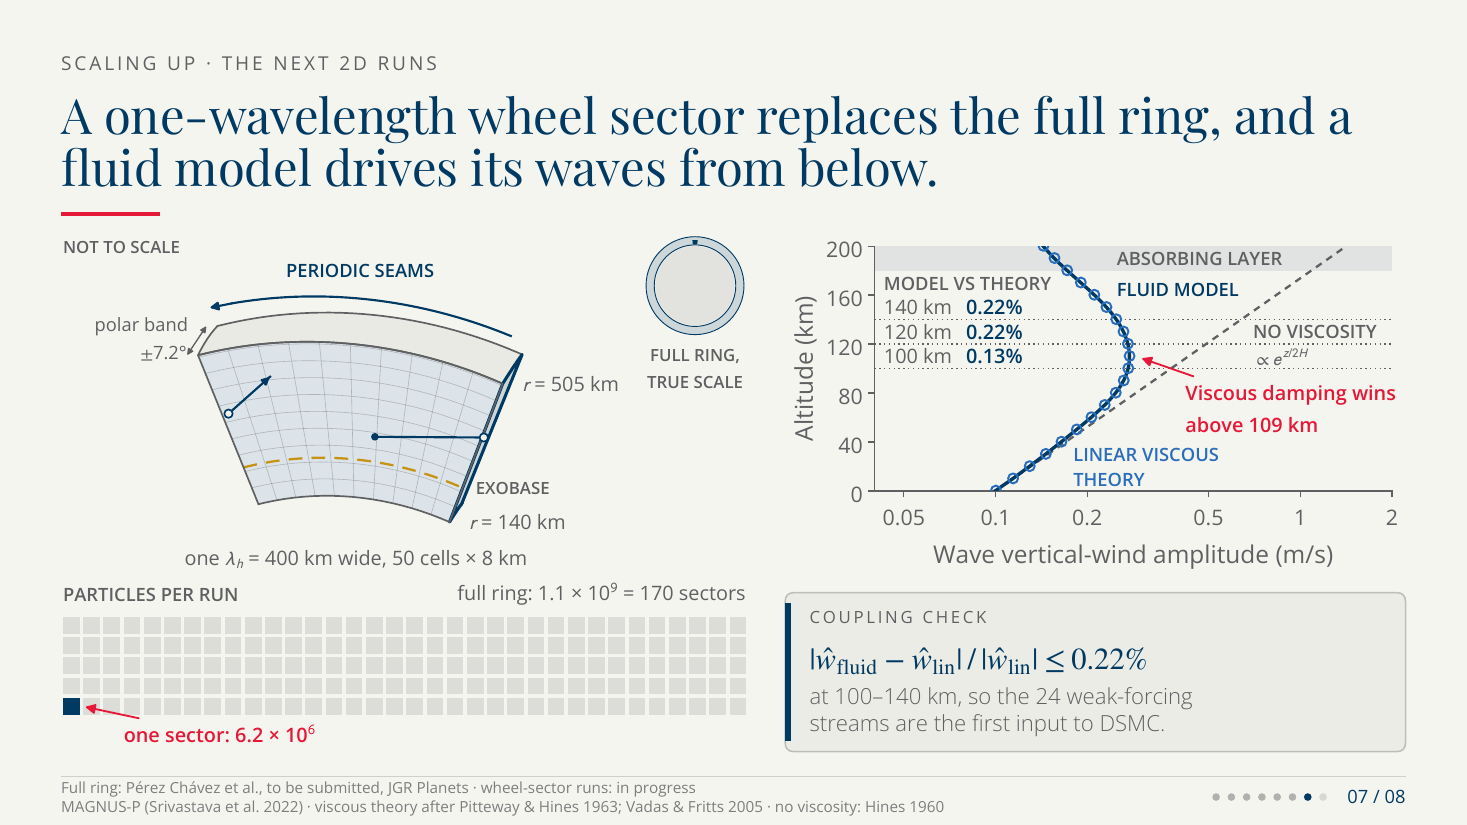 SCALING UP · THE NEXT 2D RUNS
A one-wavelength wheel sector replaces the full ring, and a
fluid model drives its waves from below.
NOT TO SCALE
PERIODIC SEAMS
polar band
±7.2°
r = 505 km
EXOBASE
r = 140 km
one λₕ = 400 km wide, 50 cells × 8 km
FULL RING,
TRUE SCALE
PARTICLES PER RUN
full ring: 1.1 × 10⁹ = 170 sectors
one sector: 6.2 × 10⁶
Altitude (km)
200
160
120
80
40
0
ABSORBING LAYER
MODEL VS THEORY
140 km 0.22%
120 km 0.22%
100 km 0.13%
FLUID MODEL
NO VISCOSITY
∝ e^{z/2H}
Viscous damping wins
above 109 km
LINEAR VISCOUS
THEORY
0.05 0.1 0.2 0.5 1 2
Wave vertical-wind amplitude (m/s)
COUPLING CHECK
|ŵ_fluid − ŵ_lin| / |ŵ_lin| ≤ 0.22%
at 100–140 km, so the 24 weak-forcing
streams are the first input to DSMC.
Full ring: Pérez Chávez et al., to be submitted, JGR Planets · wheel-sector runs: in progress
MAGNUS-P (Srivastava et al. 2022) · viscous theory after Pitteway & Hines 1963; Vadas & Fritts 2005 · no viscosity: Hines 1960
07 / 08